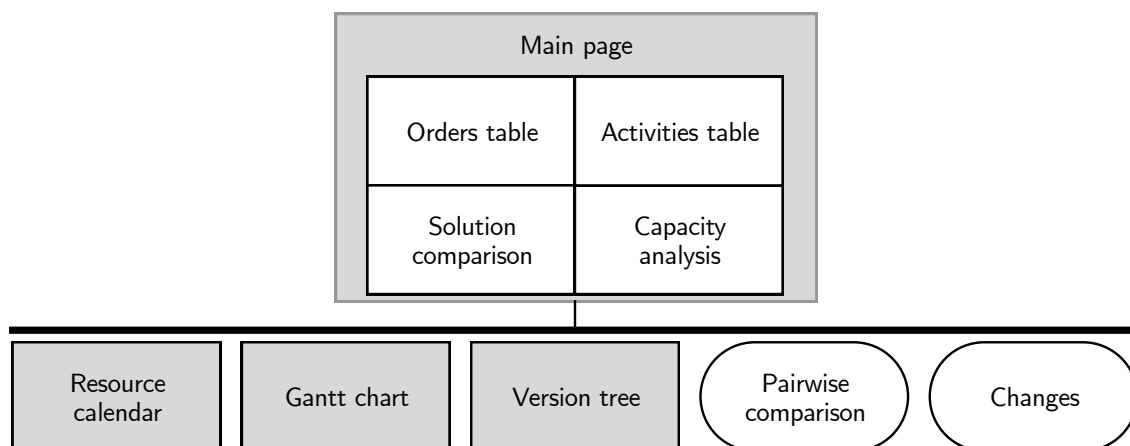 Main page
Orders table
Activities table
Solution
comparison
Capacity
analysis
Resource
calendar
Gantt chart
Version tree
Pairwise
comparison
Changes